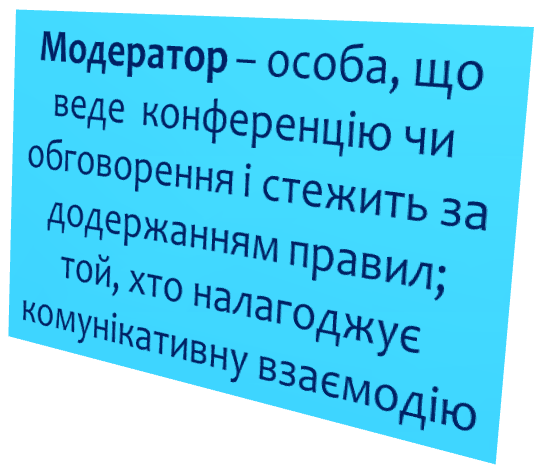 Модератор – особа, що
веде конференцію чи
обговорення і стежить за
додержанням правил;
той, хто налагоджує
комунікативну взаємодію